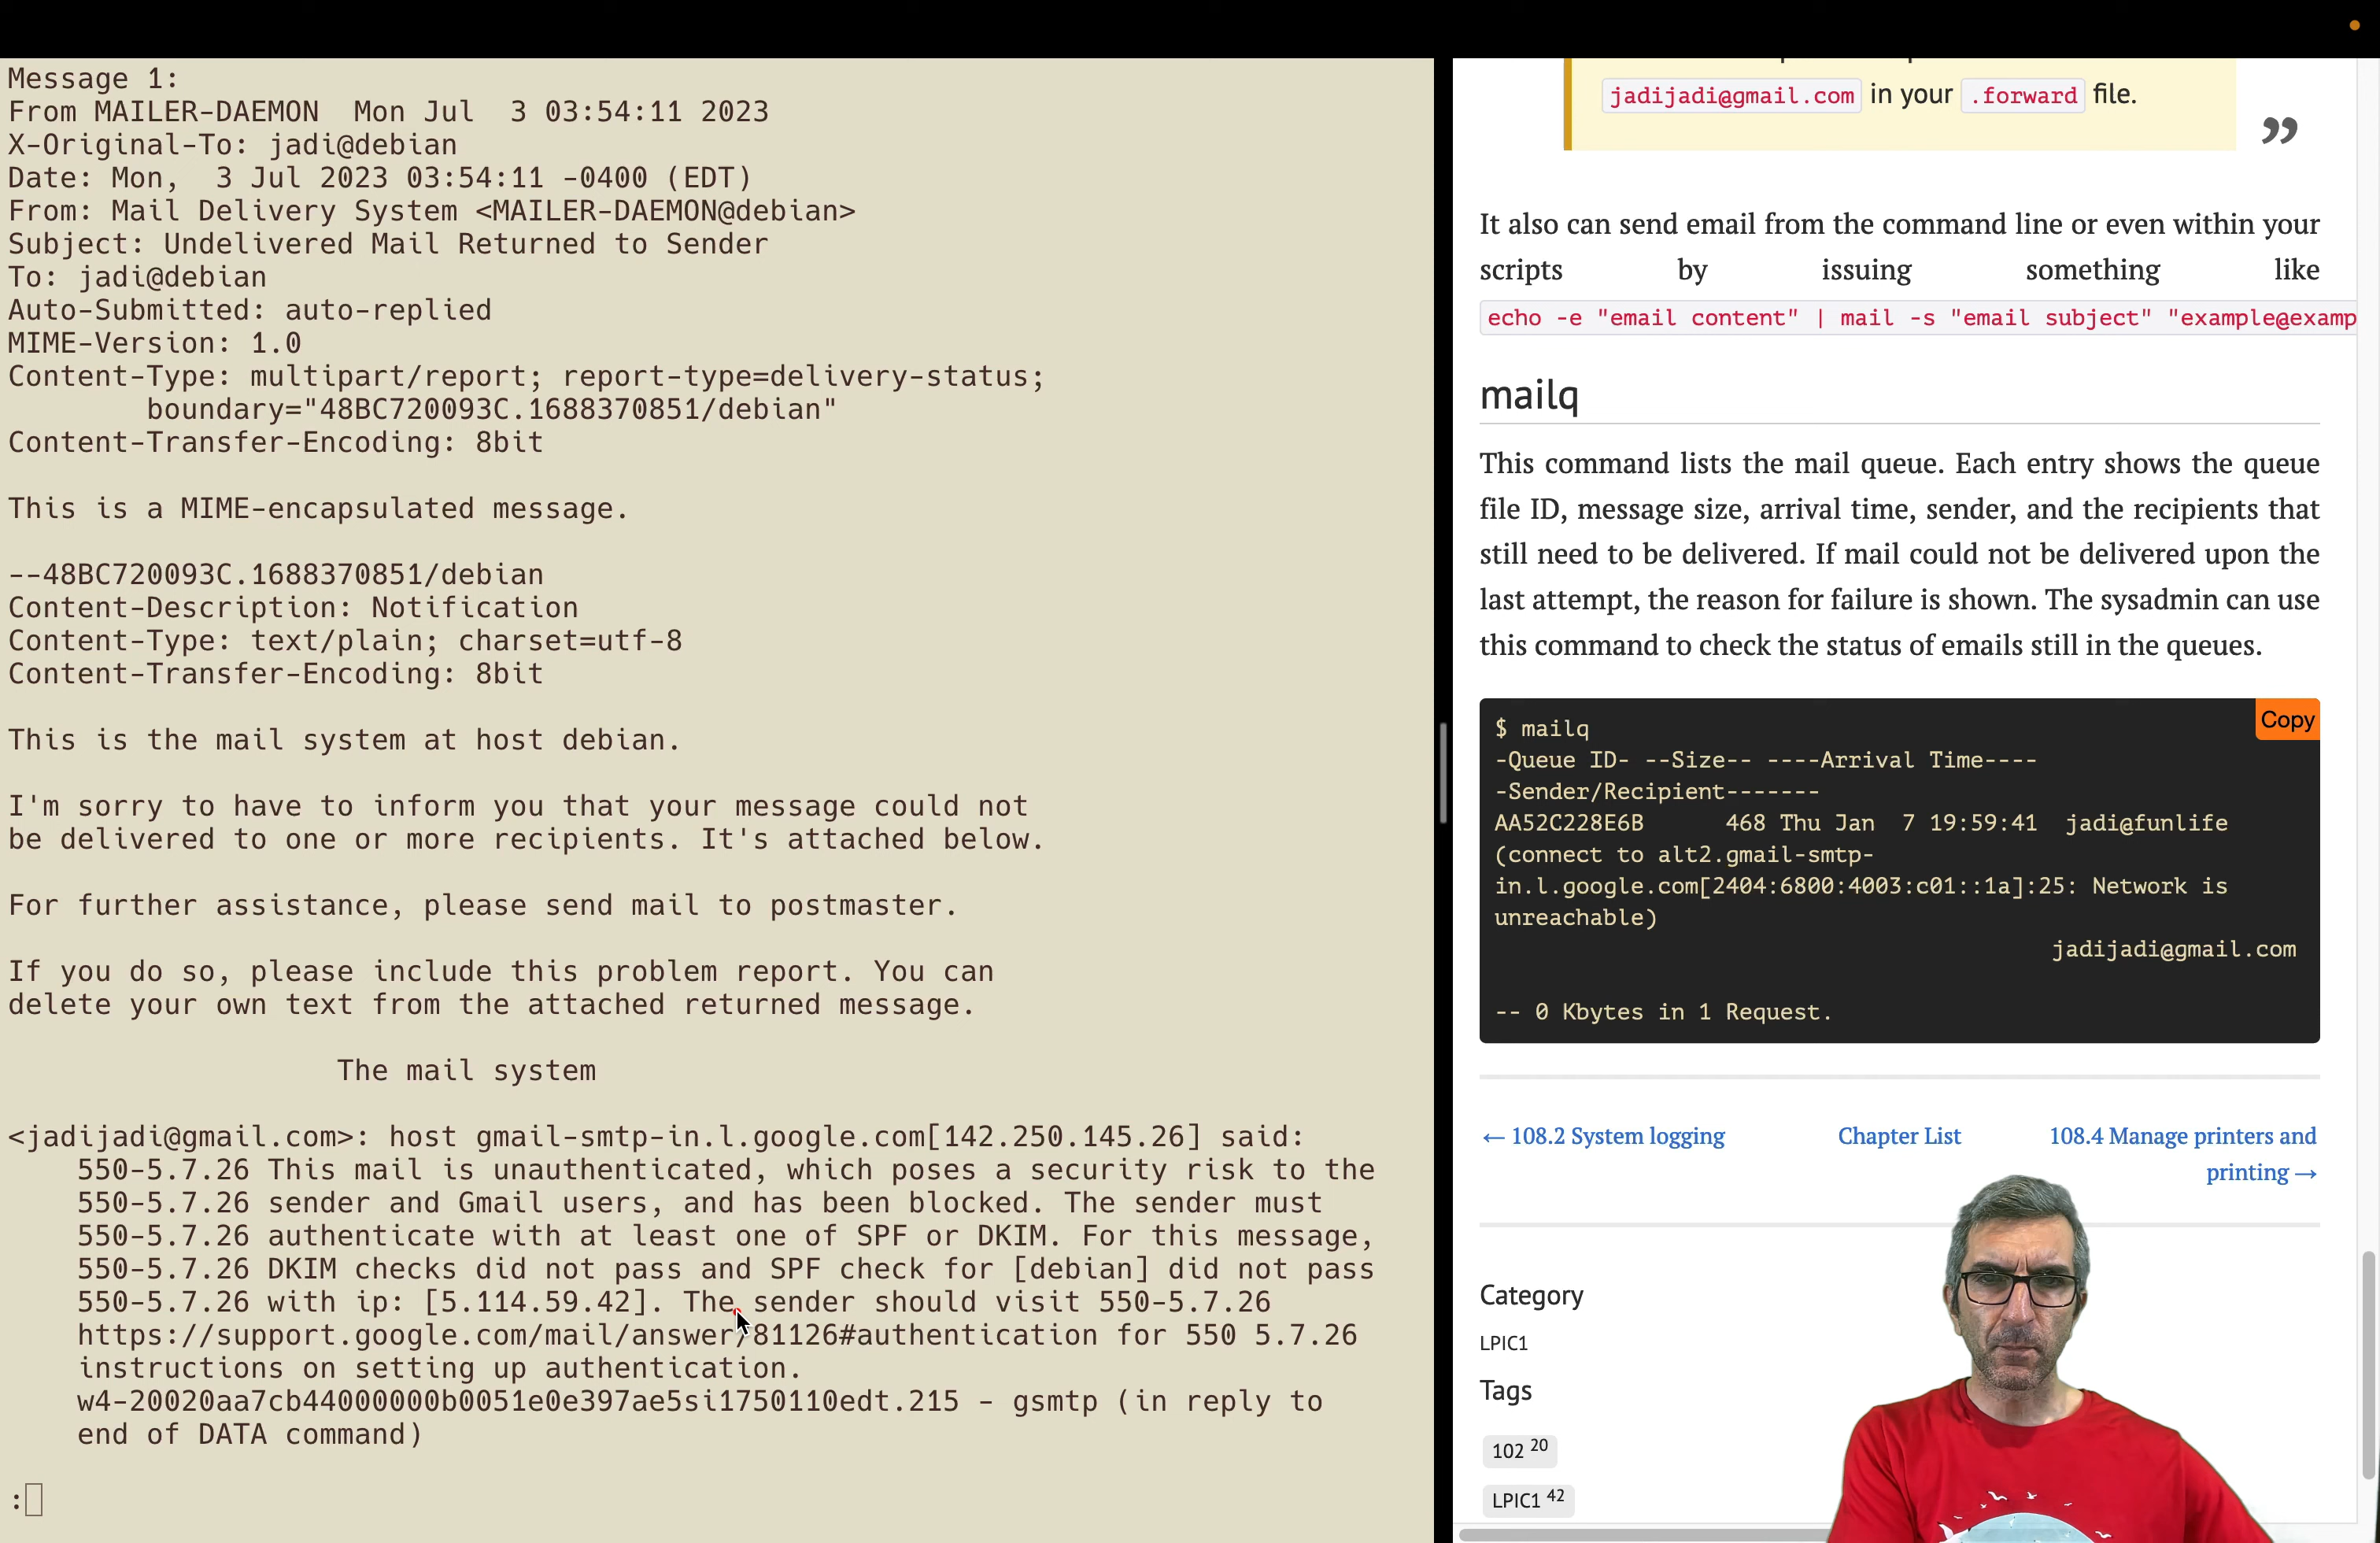 Message 1:
From MAILER-DAEMON  Mon Jul  3 03:54:11 2023
X-Original-To: jadi@debian
Date: Mon,  3 Jul 2023 03:54:11 -0400 (EDT)
From: Mail Delivery System <MAILER-DAEMON@debian>
Subject: Undelivered Mail Returned to Sender
To: jadi@debian
Auto-Submitted: auto-replied
MIME-Version: 1.0
Content-Type: multipart/report; report-type=delivery-status;
boundary="48BC720093C.1688370851/debian"
Content-Transfer-Encoding: 8bit
This is a MIME-encapsulated message.
--48BC720093C.1688370851/debian
Content-Description: Notification
Content-Type: text/plain; charset=utf-8
Content-Transfer-Encoding: 8bit
This is the mail system at host debian.
I'm sorry to have to inform you that your message could not
be delivered to one or more recipients. It's attached below.
For further assistance, please send mail to postmaster.
If you do so, please include this problem report. You can
delete your own text from the attached returned message.
The mail system
<jadijadi@gmail.com>: host gmail-smtp-in.l.google.com[142.250.145.26] said:
550-5.7.26 This mail is unauthenticated, which poses a security risk to the
550-5.7.26 sender and Gmail users, and has been blocked. The sender must
550-5.7.26 authenticate with at least one of SPF or DKIM. For this message,
550-5.7.26 DKIM checks did not pass and SPF check for [debian] did not pass
550-5.7.26 with ip: [5.114.59.42]. The sender should visit 550-5.7.26
https://support.google.com/mail/answer/81126#authentication for 550 5.7.26
instructions on setting up authentication.
w4-20020aa7cb44000000b0051e0e397ae5si1750110edt.215 - gsmtp (in reply to
end of DATA command)
:
jadijadi@gmail.com in your .forward file.
”
It also can send email from the command line or even within your
scripts by issuing something like
echo -e "email content" | mail -s "email subject" "example@examp
mailq
This command lists the mail queue. Each entry shows the queue
file ID, message size, arrival time, sender, and the recipients that
still need to be delivered. If mail could not be delivered upon the
last attempt, the reason for failure is shown. The sysadmin can use
this command to check the status of emails still in the queues.
Copy
$ mailq
-Queue ID- --Size-- ----Arrival Time----
-Sender/Recipient-------
AA52C228E6B      468 Thu Jan  7 19:59:41  jadi@funlife
(connect to alt2.gmail-smtp-
in.l.google.com[2404:6800:4003:c01::1a]:25: Network is
unreachable)
jadijadi@gmail.com
-- 0 Kbytes in 1 Request.
← 108.2 System logging
Chapter List
108.4 Manage printers and
printing →
Category
LPIC1
Tags
102 20
LPIC1 42